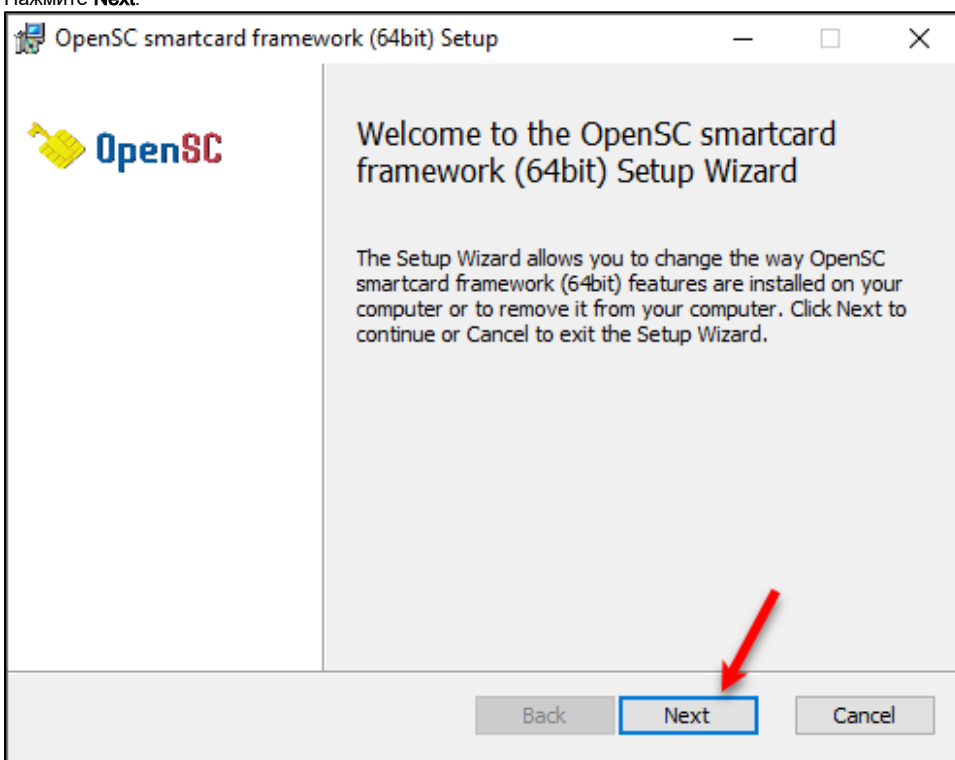 Нажмите Next.
OpenSC smartcard framework (64bit) Setup
OpenSC
Welcome to the OpenSC smartcard
framework (64bit) Setup Wizard
The Setup Wizard allows you to change the way OpenSC
smartcard framework (64bit) features are installed on your
computer or to remove it from your computer. Click Next to
continue or Cancel to exit the Setup Wizard.
Back Next Cancel